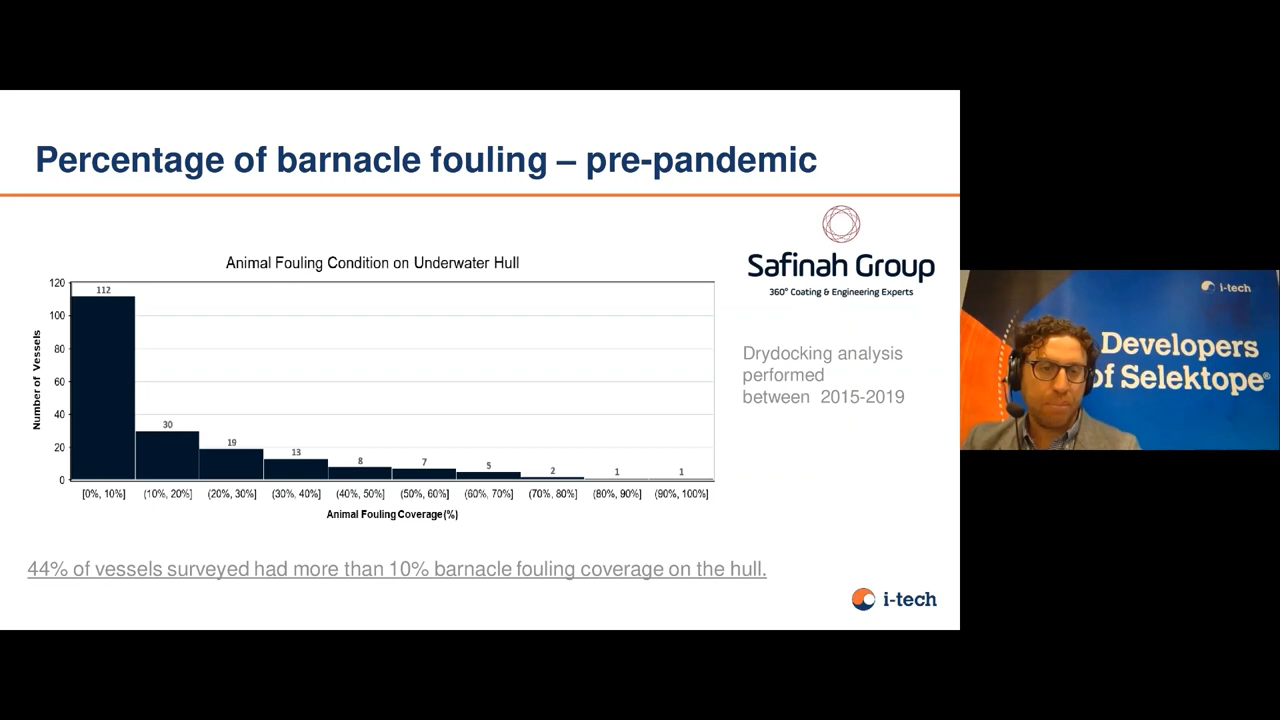 Percentage of barnacle fouling – pre-pandemic
Safinah Group
360° Coating & Engineering Experts
Animal Fouling Condition on Underwater Hull
Number of Vessels
120
100
80
60
40
20
0
112
30
19
13
8
7
5
2
1
1
[0%, 10%]
(10%, 20%]
(20%, 30%]
(30%, 40%]
(40%, 50%]
(50%, 60%]
(60%, 70%]
(70%, 80%]
(80%, 90%]
(90%, 100%]
Animal Fouling Coverage(%)
Drydocking analysis
performed
between 2015-2019
44% of vessels surveyed had more than 10% barnacle fouling coverage on the hull.
i-tech
i-tech
Developers
of Selektope®